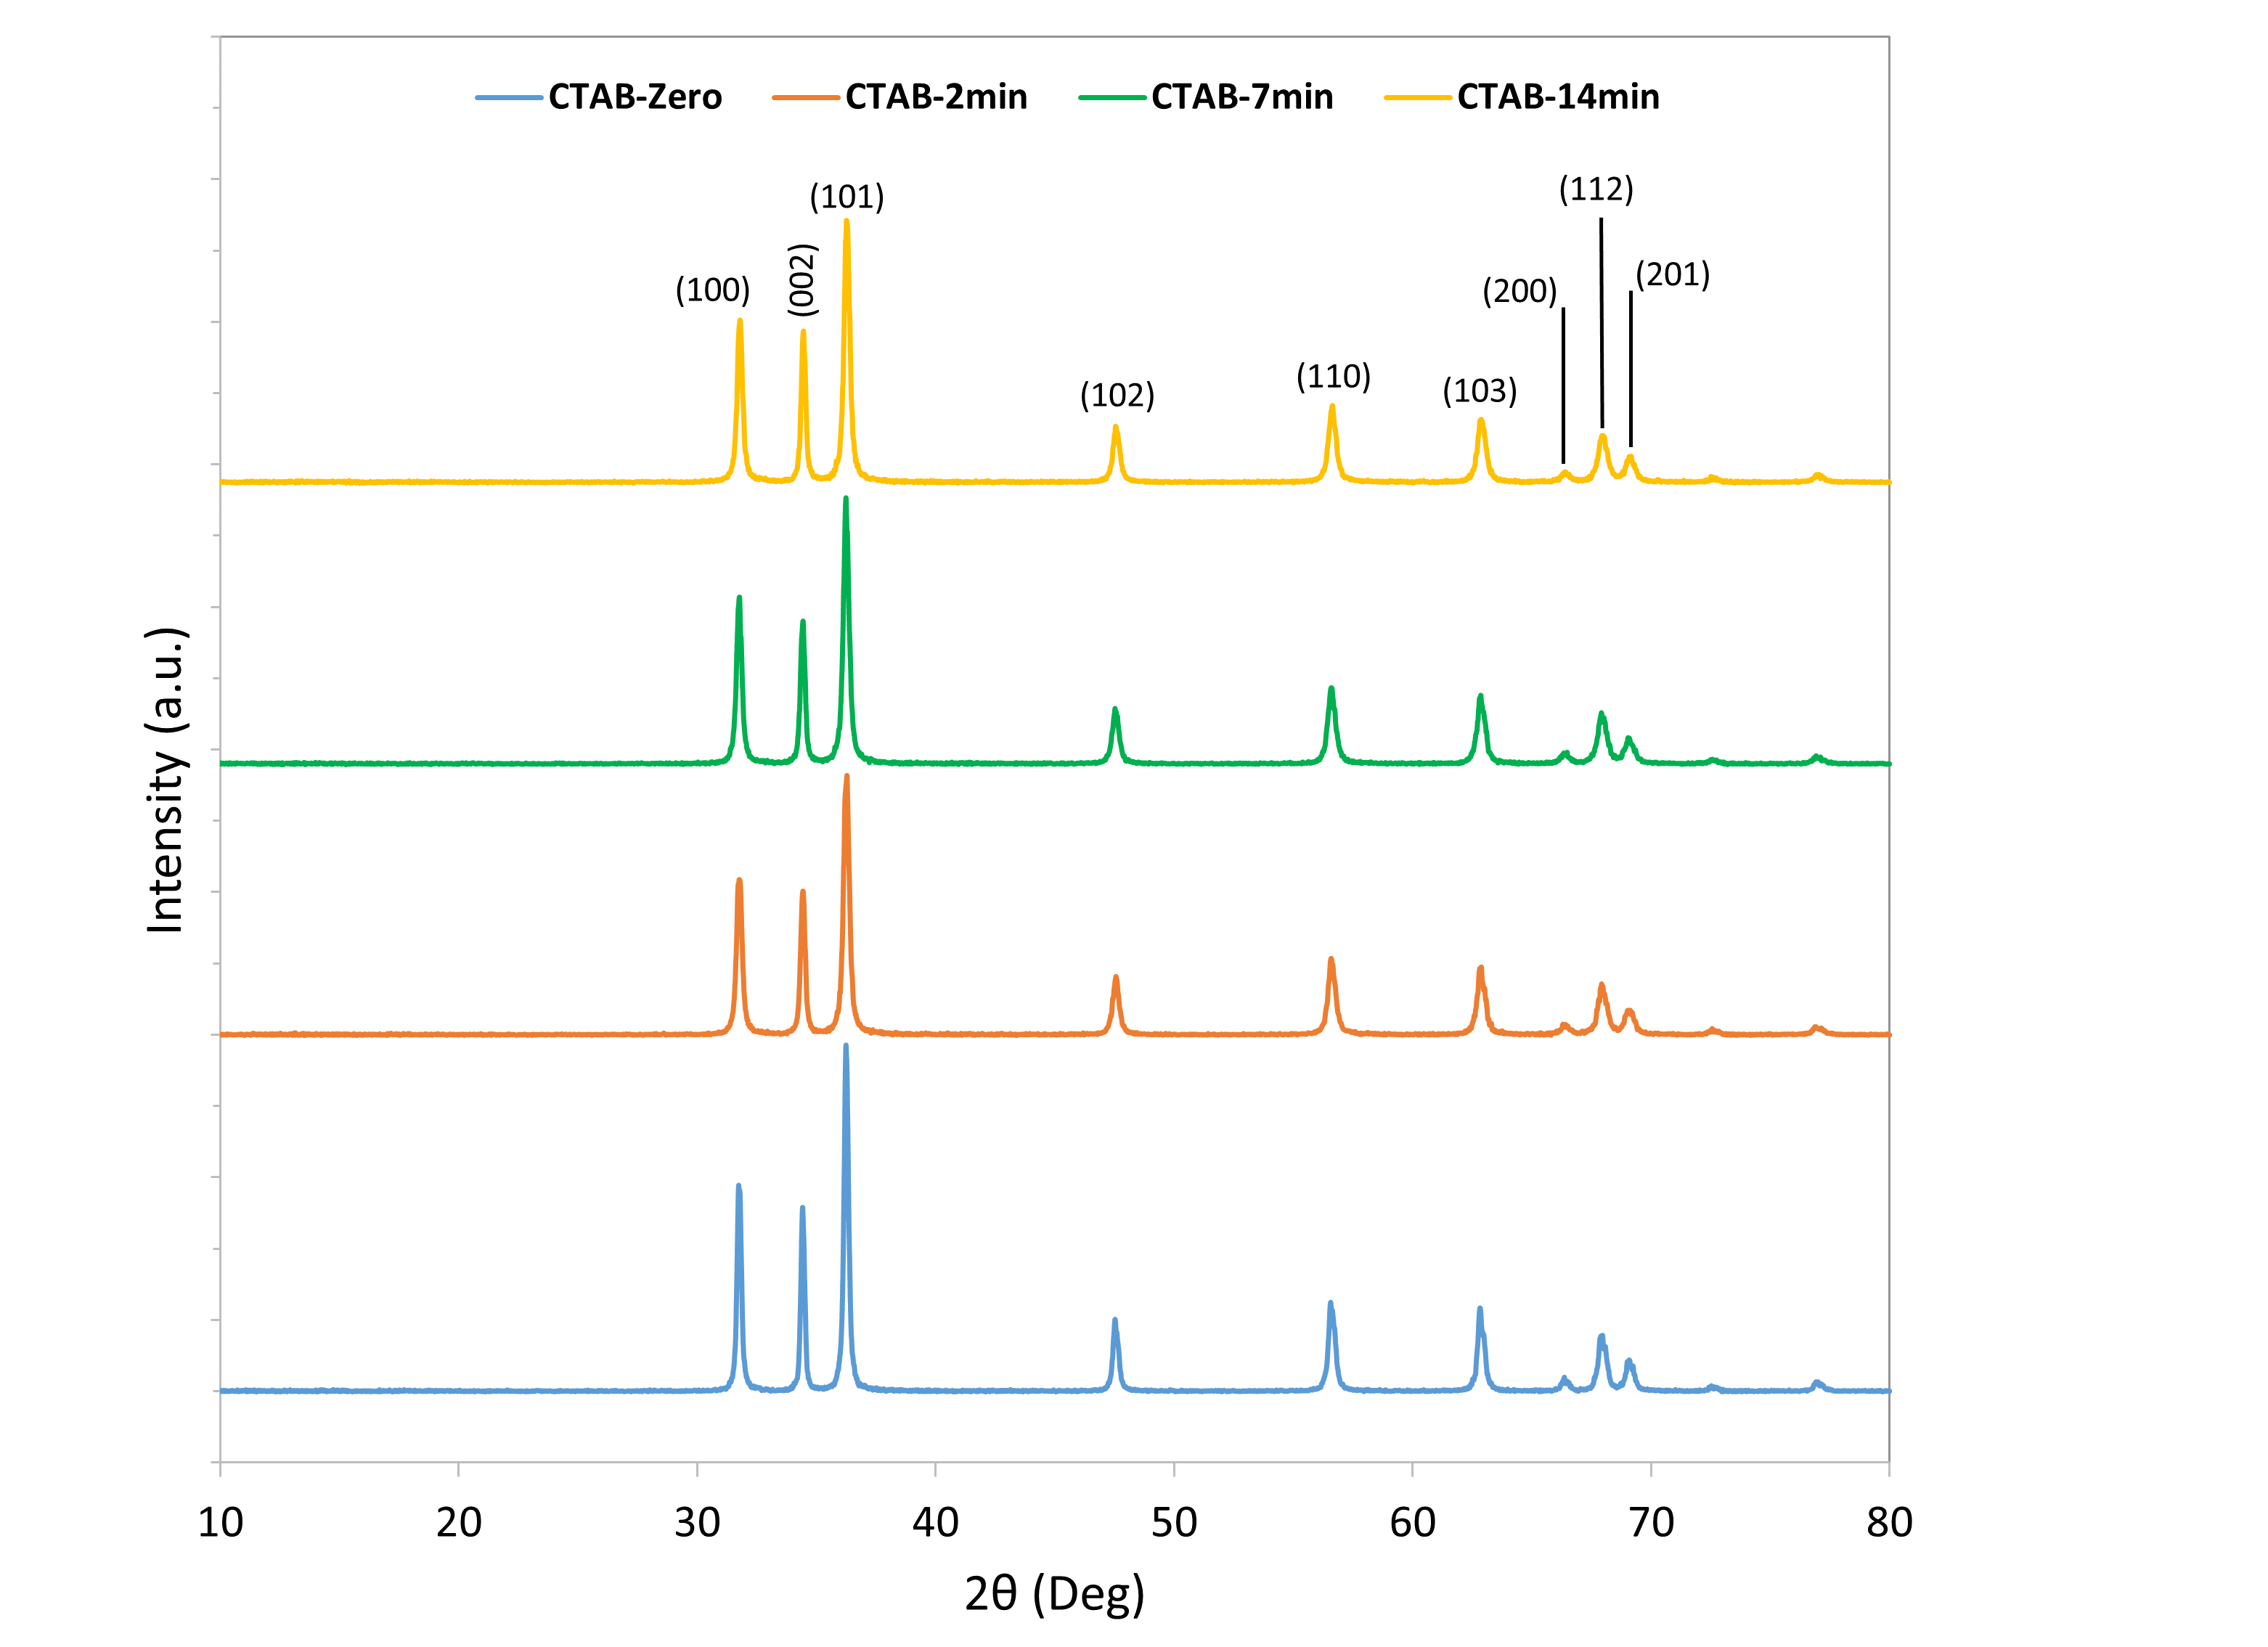 CTAB-Zero CTAB-2min CTAB-7min CTAB-14min
(112)
(101)
(002)
(201)
(100)
(200)
(110)
(103)
(102)
Intensity (a.u.)
10 20 30 40 50 60 70 80
2θ (Deg)